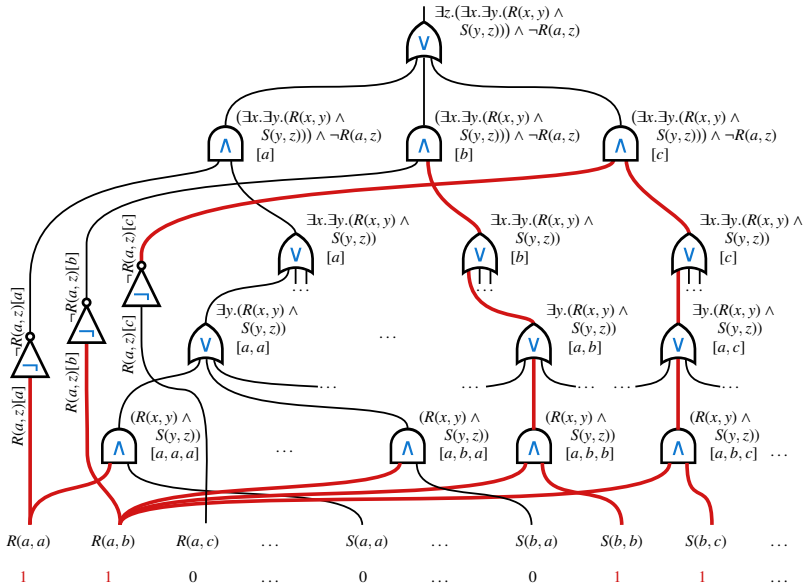 ∃z.(∃x.∃y.(R(x, y) ∧
S(y, z))) ∧ ¬R(a, z)
∨
(∃x.∃y.(R(x, y) ∧
S(y, z))) ∧ ¬R(a, z)
[a]
∧
(∃x.∃y.(R(x, y) ∧
S(y, z))) ∧ ¬R(a, z)
[b]
∧
(∃x.∃y.(R(x, y) ∧
S(y, z))) ∧ ¬R(a, z)
[c]
∧
∃x.∃y.(R(x, y) ∧
S(y, z))
[a]
∨
...
∃x.∃y.(R(x, y) ∧
S(y, z))
[b]
∨
...
∃x.∃y.(R(x, y) ∧
S(y, z))
[c]
∨
...
¬R(a, z)[a]
¬
R(a, z)[a]
¬R(a, z)[b]
¬
R(a, z)[b]
¬R(a, z)[c]
¬
R(a, z)[c]
∃y.(R(x, y) ∧
S(y, z))
[a, a]
∨
...
...
∃y.(R(x, y) ∧
S(y, z))
[a, b]
∨
...
...
∃y.(R(x, y) ∧
S(y, z))
[a, c]
∨
...
...
(R(x, y) ∧
S(y, z))
[a, a, a]
∧
...
(R(x, y) ∧
S(y, z))
[a, b, a]
∧
(R(x, y) ∧
S(y, z))
[a, b, b]
∧
...
(R(x, y) ∧
S(y, z))
[a, b, c]
∧
...
R(a, a) R(a, b) R(a, c) ... S(a, a) ... S(b, a) S(b, b) S(b, c) ...
1 1 0 ... 0 ... 0 1 1 ...